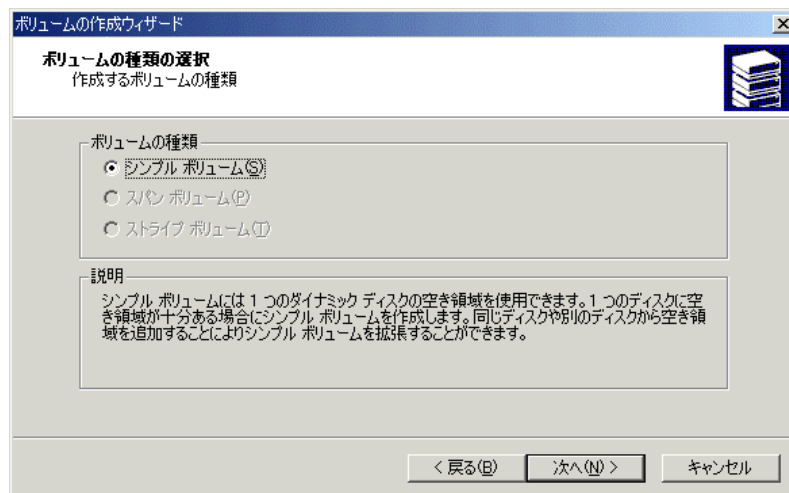 ボリュームの作成ウィザード
ボリュームの種類の選択
作成するボリュームの種類
ボリュームの種類
シンプル ボリューム(S)
スパン ボリューム(P)
ストライプ ボリューム(T)
説明
シンプル ボリュームには 1 つのダイナミック ディスクの空き領域を使用できます。1 つのディスクに空
き領域が十分ある場合にシンプル ボリュームを作成します。同じディスクや別のディスクから空き領
域を追加することによりシンプル ボリュームを拡張することができます。
< 戻る(B)
次へ(N) >
キャンセル